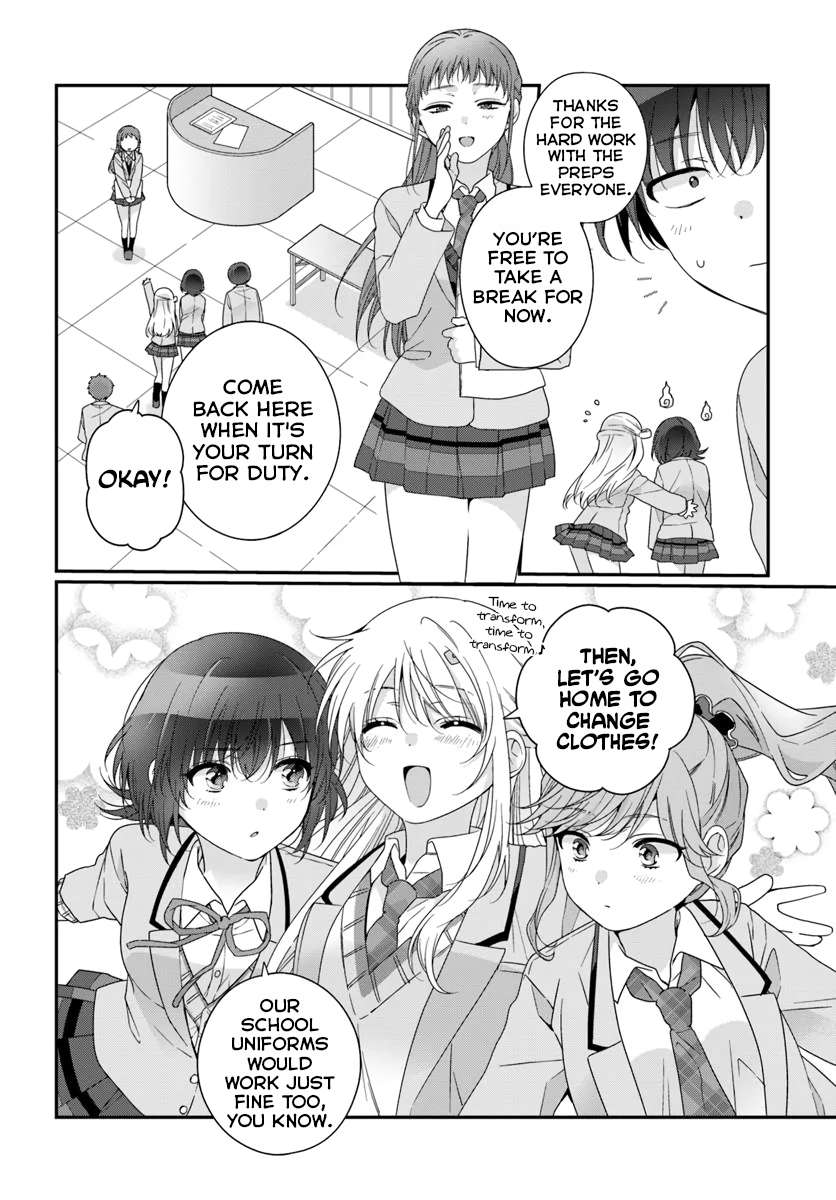 THANKS
FOR THE
HARD WORK
WITH THE
PREPS
EVERYONE.
YOU'RE
FREE TO
TAKE A
BREAK FOR
NOW.
COME
BACK HERE
WHEN IT'S
YOUR TURN
FOR DUTY.
OKAY!
Time to
transform,
time to
transform♪
THEN,
LET'S GO
HOME TO
CHANGE
CLOTHES!
OUR
SCHOOL
UNIFORMS
WOULD
WORK JUST
FINE TOO,
YOU KNOW.